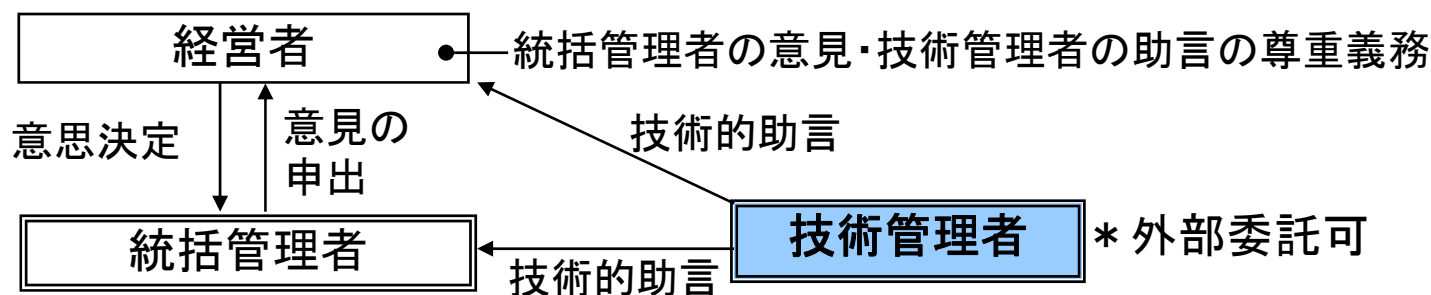 経営者
統括管理者の意見・技術管理者の助言の尊重義務
意思決定
意見の
申出
技術的助言
統括管理者
技術的助言
技術管理者
*外部委託可